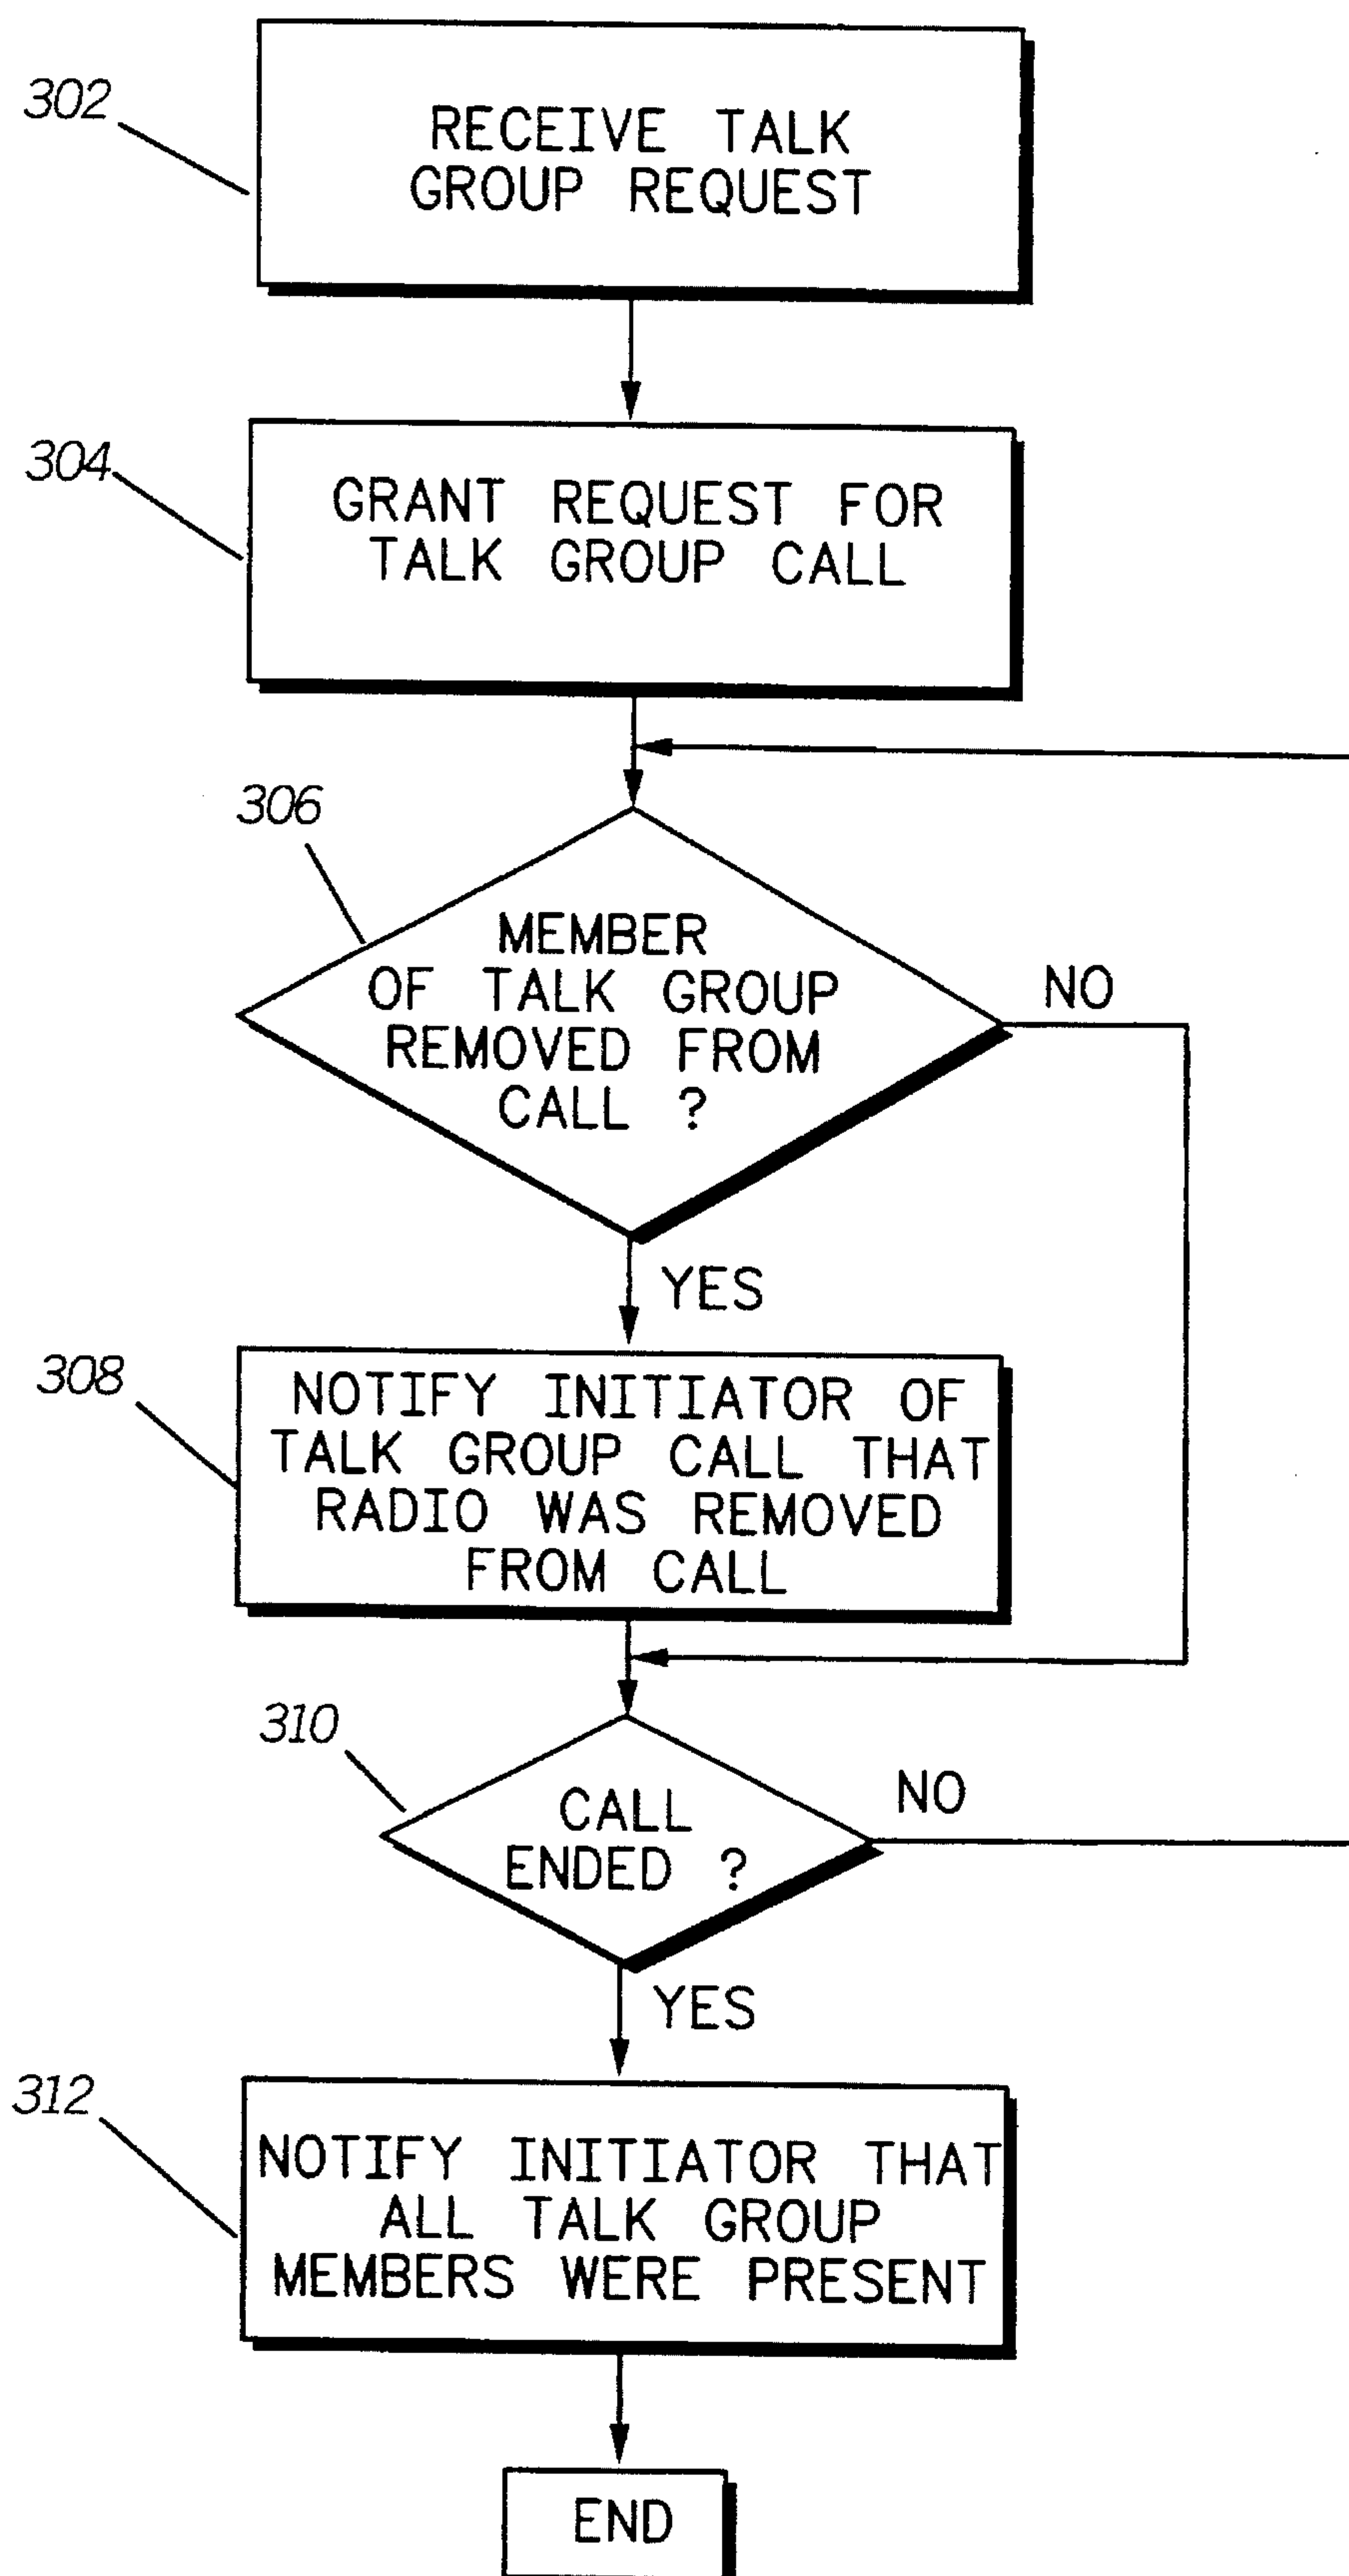 302
RECEIVE TALK
GROUP REQUEST
304
GRANT REQUEST FOR
TALK GROUP CALL
306
MEMBER
OF TALK GROUP
REMOVED FROM
CALL ?
NO
YES
308
NOTIFY INITIATOR OF
TALK GROUP CALL THAT
RADIO WAS REMOVED
FROM CALL
310
CALL
ENDED ?
NO
YES
312
NOTIFY INITIATOR THAT
ALL TALK GROUP
MEMBERS WERE PRESENT
END